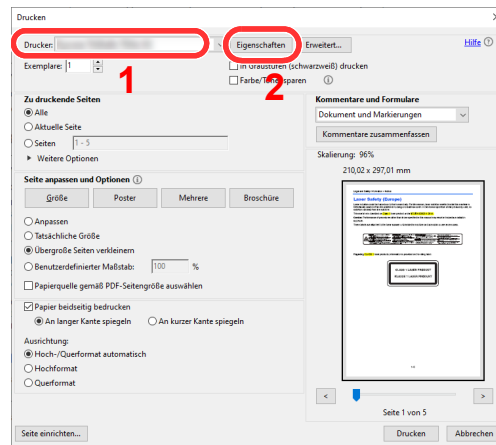 Drucken
Drucker:
Eigenschaften
Erweitert...
Hilfe
Exemplare: 1
1
2
In Graustufen (schwarzweiß) drucken
Farbe/Toner sparen
Zu druckende Seiten
Alle
Aktuelle Seite
Seiten 1 - 5
Weitere Optionen
Kommentare und Formulare
Dokument und Markierungen
Kommentare zusammenfassen
Skalierung: 96%
210,02 x 297,01 mm
Seite anpassen und Optionen
Größe Poster Mehrere Broschüre
Anpassen
Tatsächliche Größe
Übergroße Seiten verkleinern
Benutzerdefinierter Maßstab: 100 %
Papierquelle gemäß PDF-Seitengröße auswählen
Papier beidseitig bedrucken
An langer Kante spiegeln An kurzer Kante spiegeln
Ausrichtung:
Hoch-/Querformat automatisch
Hochformat
Querformat
Laser Safety (Europe)
CLASS 1 LASER PRODUCT
< >
Seite 1 von 5
Seite einrichten... Drucken Abbrechen